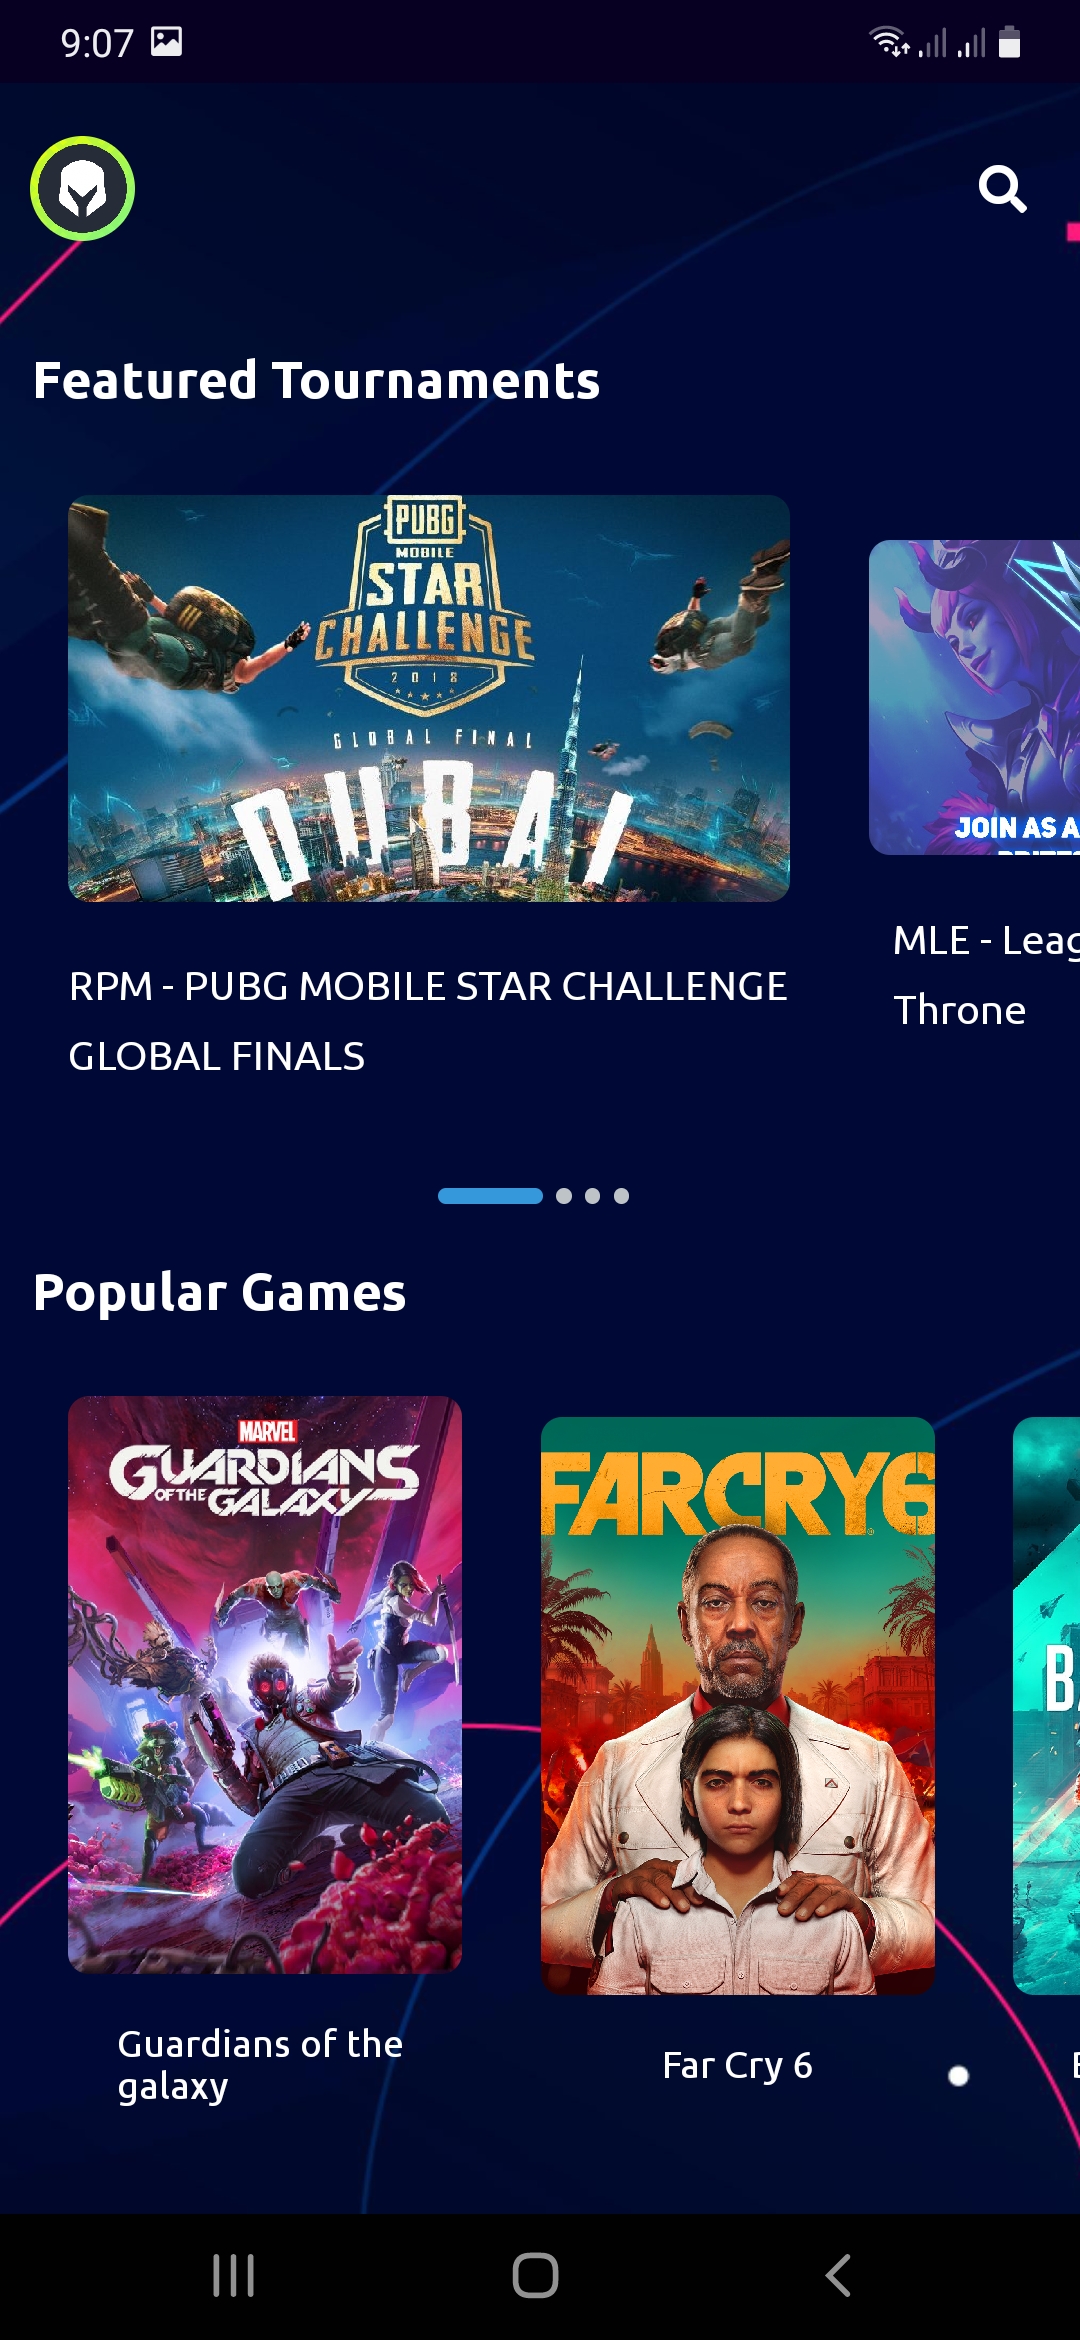 9:07
Featured Tournaments
PUBG
MOBILE
STAR
CHALLENGE
2018
GLOBAL FINAL
DUBAI
JOIN AS A
RPM - PUBG MOBILE STAR CHALLENGE
GLOBAL FINALS
MLE - Leag
Throne
Popular Games
MARVEL
GUARDIANS
OF THE
GALAXY
FARCRY6
B
Guardians of the
galaxy
Far Cry 6